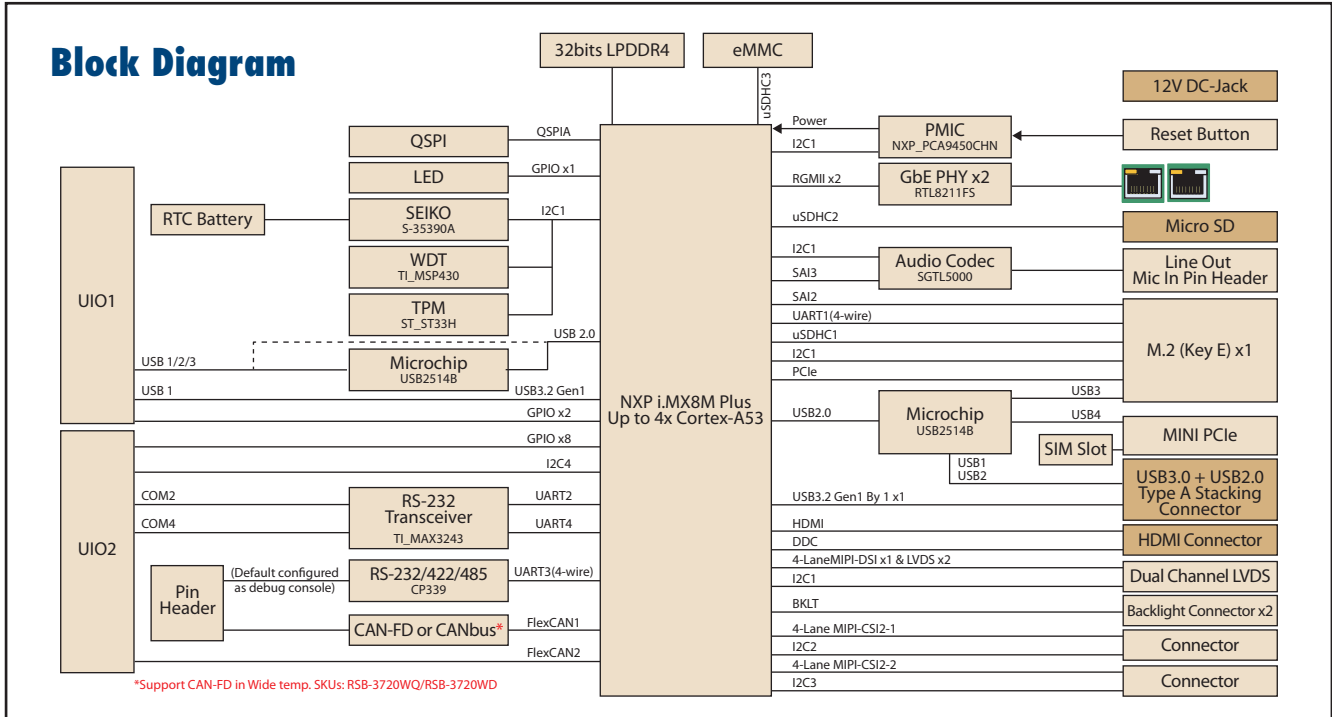 Block Diagram
32bits LPDDR4
eMMC
uSDHC3
12V DC-Jack
QSPI
QSPIA
Power
PMIC
NXP_PCA9450CHN
I2C1
Reset Button
LED
GPIO x1
RGMII x2
GbE PHY x2
RTL8211FS
RTC Battery
SEIKO
S-35390A
I2C1
uSDHC2
Micro SD
WDT
TI_MSP430
I2C1
SAI3
Audio Codec
SGTL5000
Line Out
Mic In Pin Header
UIO1
TPM
ST_ST33H
SAI2
UART1(4-wire)
uSDHC1
I2C1
PCIe
M.2 (Key E) x1
USB 2.0
USB 1/2/3
Microchip
USB2514B
USB 1
USB3.2 Gen1
GPIO x2
NXP i.MX8M Plus
Up to 4x Cortex-A53
USB2.0
Microchip
USB2514B
USB3
USB4
MINI PCIe
SIM Slot
USB1
USB2
GPIO x8
I2C4
USB3.0 + USB2.0
Type A Stacking
Connector
USB3.2 Gen1 By 1 x1
UIO2
COM2
COM4
RS-232
Transceiver
TI_MAX3243
UART2
UART4
HDMI
DDC
HDMI Connector
4-LaneMIPI-DSI x1 & LVDS x2
I2C1
Dual Channel LVDS
Pin
Header
(Default configured
as debug console)
RS-232/422/485
CP339
UART3(4-wire)
BKLT
Backlight Connector x2
CAN-FD or CANbus*
FlexCAN1
FlexCAN2
4-Lane MIPI-CSI2-1
I2C2
Connector
4-Lane MIPI-CSI2-2
I2C3
Connector
*Support CAN-FD in Wide temp. SKUs: RSB-3720WQ/RSB-3720WD